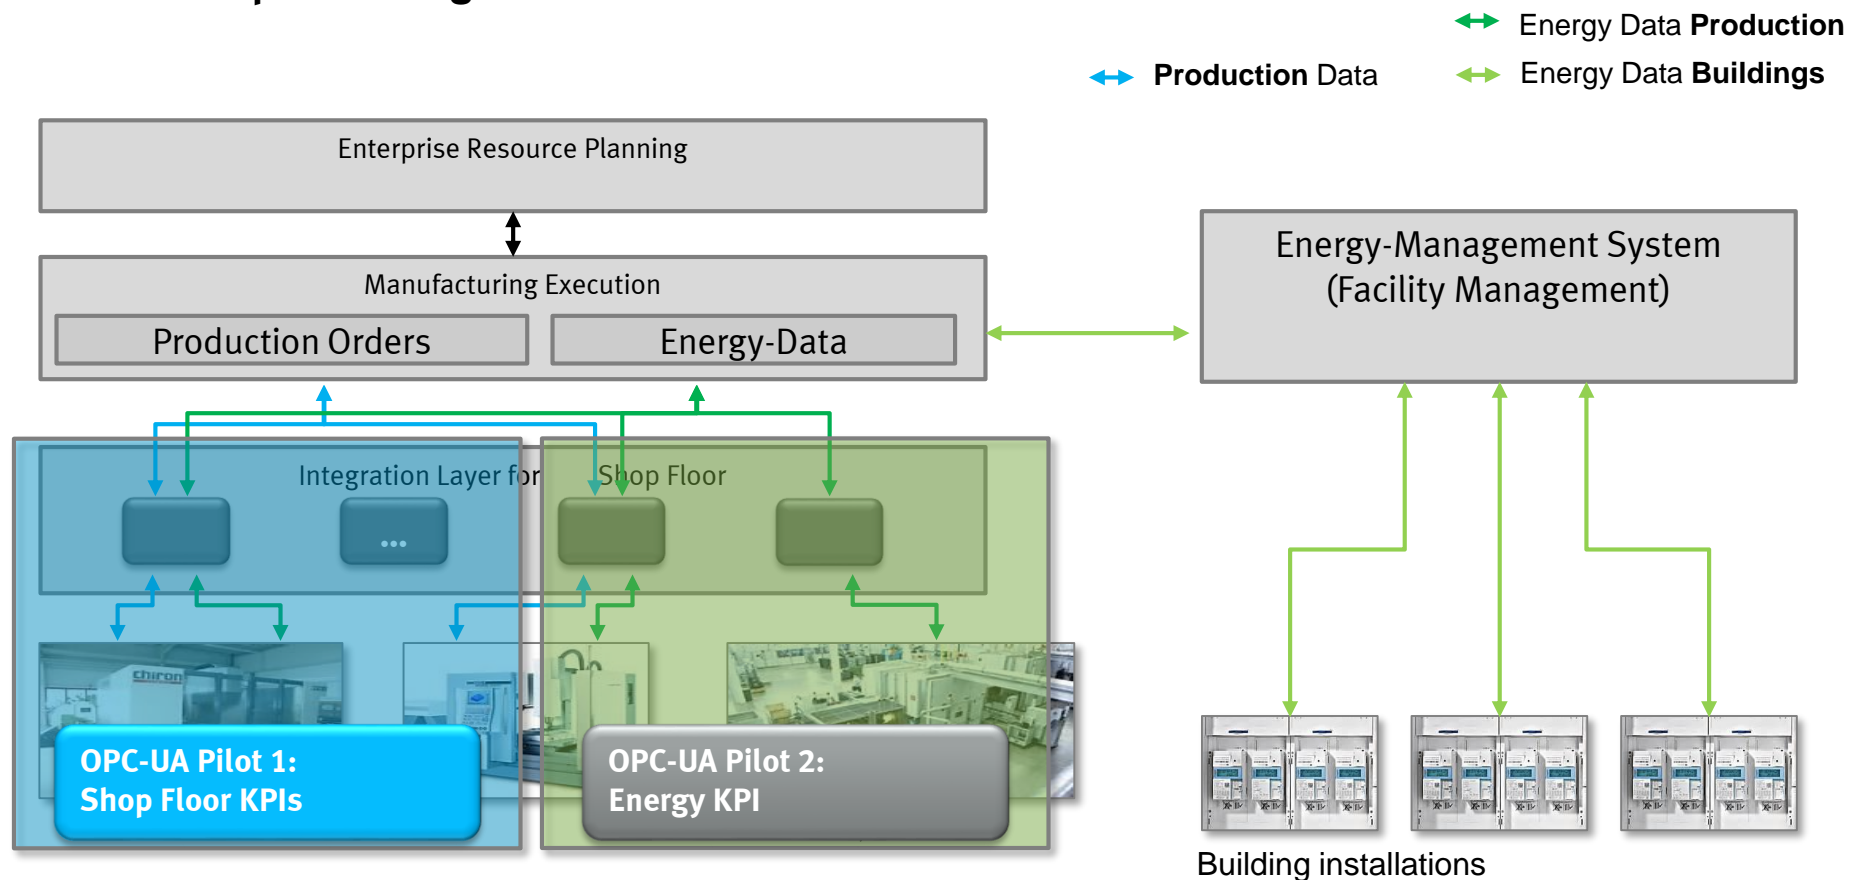 Energy Data Production
Production Data
Energy Data Buildings
Enterprise Resource Planning
Energy-Management System
(Facility Management)
Manufacturing Execution
Production Orders
Energy-Data
Integration Layer for Shop Floor
...
chiron
OPC-UA Pilot 1:
Shop Floor KPIs
OPC-UA Pilot 2:
Energy KPI
Building installations